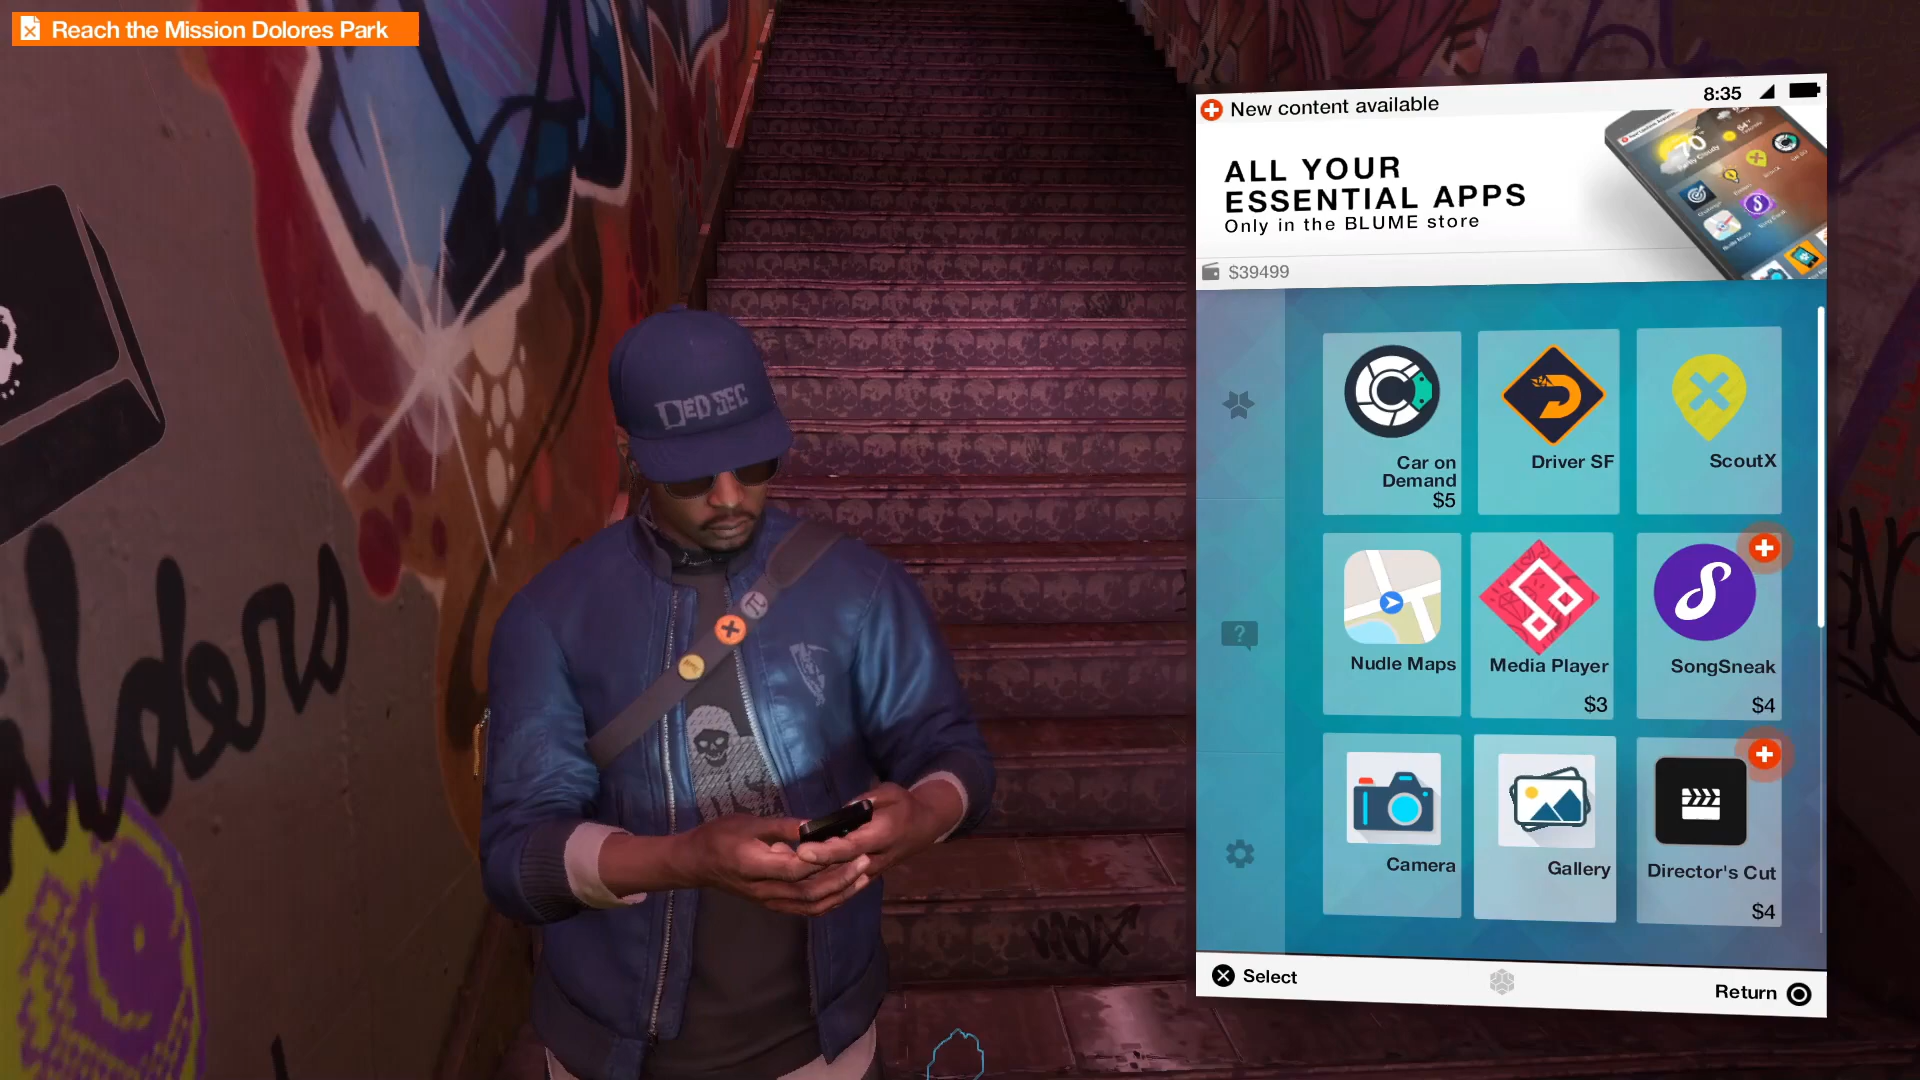 Reach the Mission Dolores Park
New content available
8:35
ALL YOUR
ESSENTIAL APPS
Only in the BLUME store
$39499
Car on
Demand
$5
Driver SF
ScoutX
Nudle Maps
Media Player
$3
SongSneak
$4
Camera
Gallery
Director's Cut
$4
Select
Return
DEDSEC
ilders